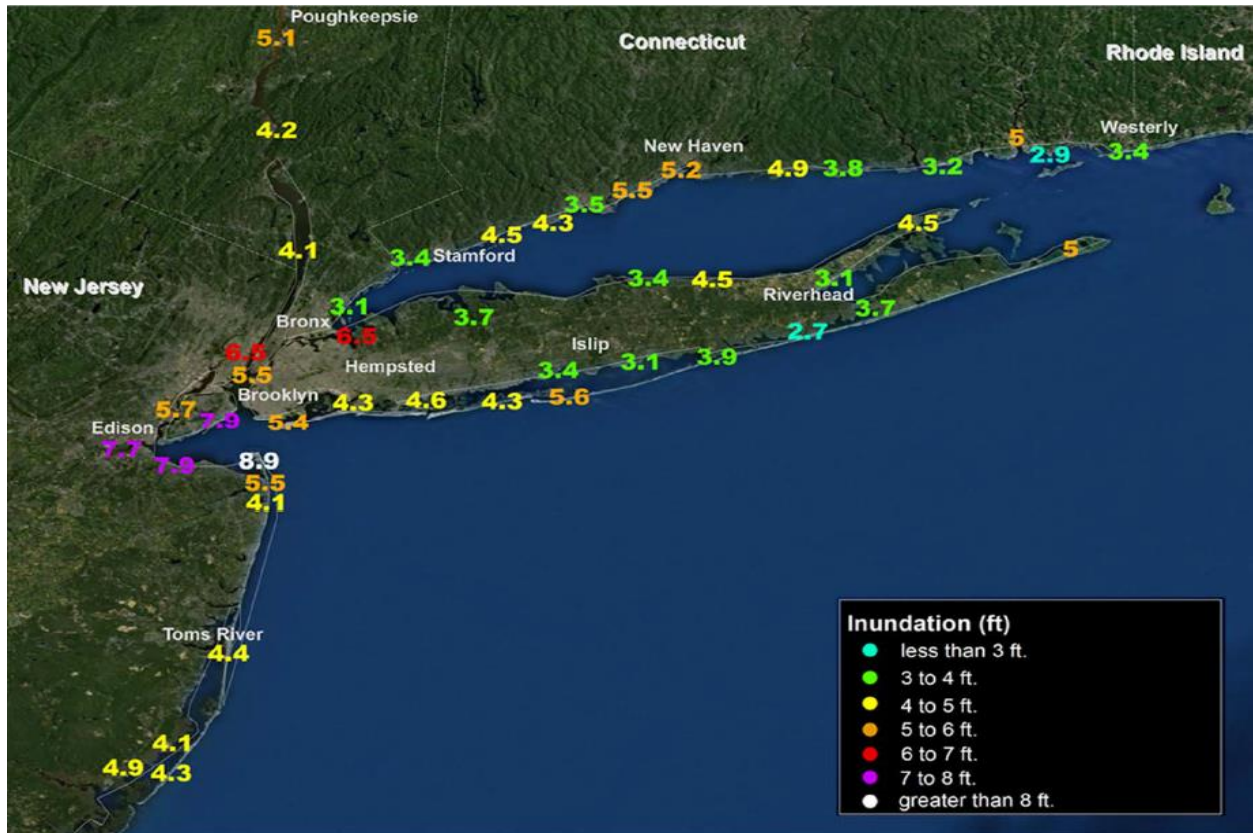 Poughkeepsie
5.1
Connecticut
Rhode Island
4.2
Westerly
New Haven
5
2.9
3.4
5.2
4.9
3.8
3.2
5.5
3.5
4.3
4.5
4.5
4.1
3.4
Stamford
5
New Jersey
3.4
4.5
3.1
Riverhead
3.1
Bronx
3.7
3.7
6.5
2.7
6.5
Islip
3.9
3.1
5.5
Hempsted
3.4
Brooklyn
4.3
4.6
4.3
5.6
5.7
7.9
5.4
Edison
7.7
7.9
8.9
5.5
4.1
Toms River
4.4
4.1
4.9
4.3
Inundation (ft)
less than 3 ft.
3 to 4 ft.
4 to 5 ft.
5 to 6 ft.
6 to 7 ft.
7 to 8 ft.
greater than 8 ft.